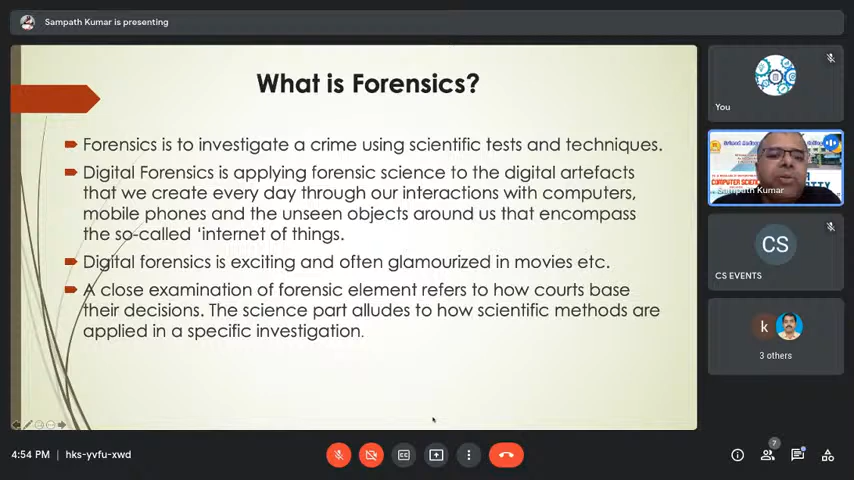 Sampath Kumar is presenting
What is Forensics?
Forensics is to investigate a crime using scientific tests and techniques.
Digital Forensics is applying forensic science to the digital artefacts
that we create every day through our interactions with computers,
mobile phones and the unseen objects around us that encompass
the so-called ‘internet of things.
Digital forensics is exciting and often glamourized in movies etc.
A close examination of forensic element refers to how courts base
their decisions. The science part alludes to how scientific methods are
applied in a specific investigation.
You
COMPUTER SCIEN
Sampath Kumar
CS
CS EVENTS
k
3 others
4:54 PM | hks-yvfu-xwd
7